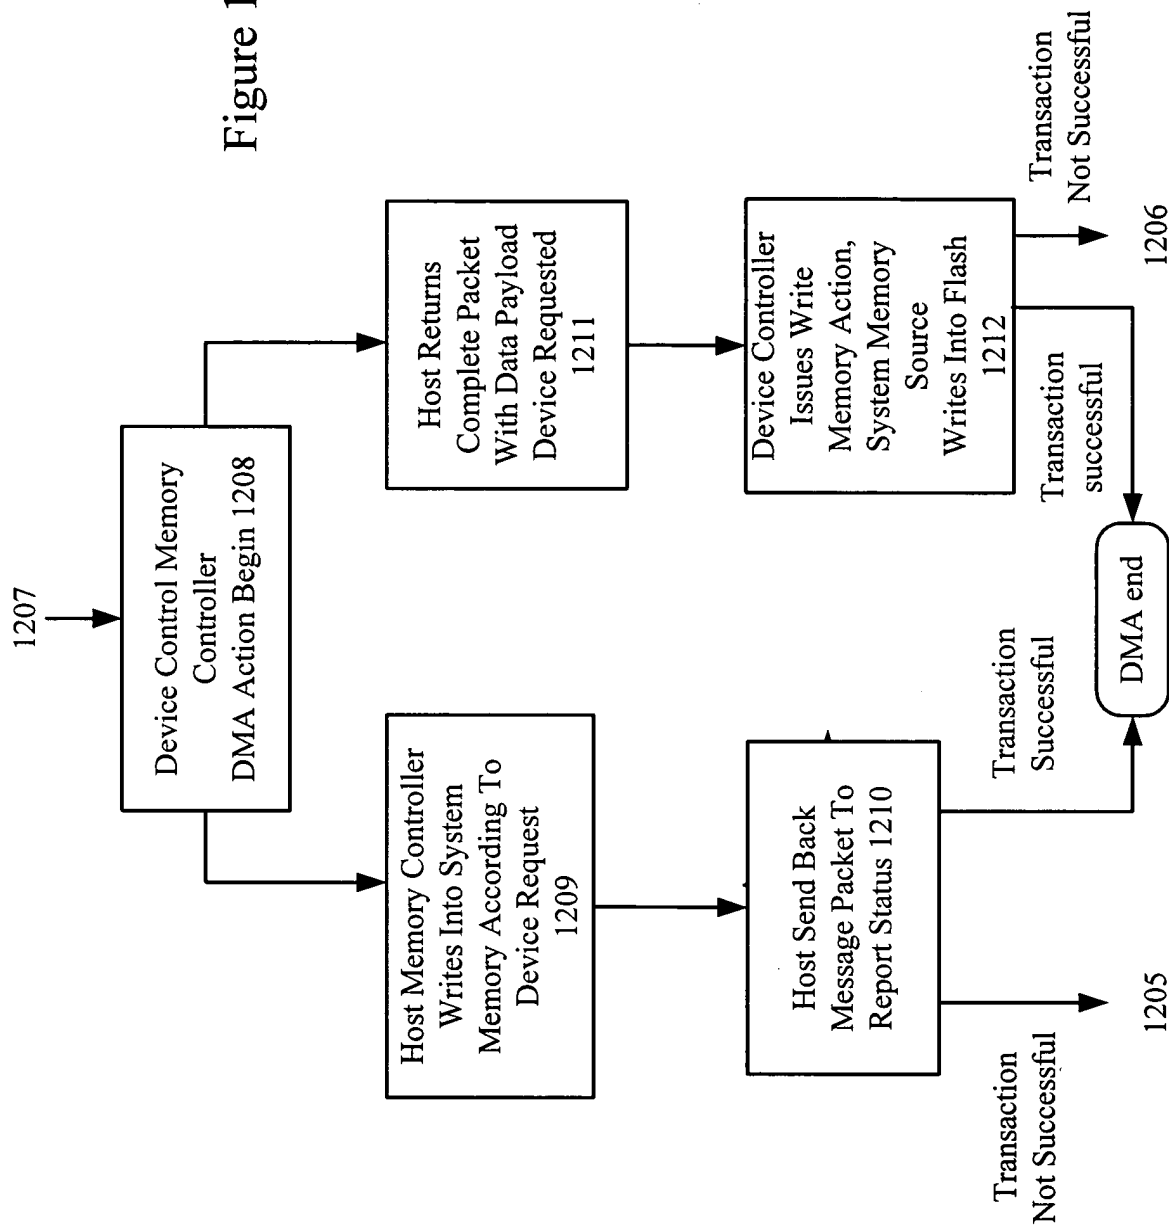 Figure 1
1207
Device Control Memory
Controller
DMA Action Begin 1208
Host Memory Controller
Writes Into System
Memory According To
Device Request
1209
Host Returns
Complete Packet
With Data Payload
Device Requested
1211
Host Send Back
Message Packet To
Report Status 1210
Device Controller
Issues Write
Memory Action,
System Memory
Source
Writes Into Flash
1212
Transaction
Not Successful
1205
Transaction
Successful
DMA end
Transaction
successful
Transaction
Not Successful
1206